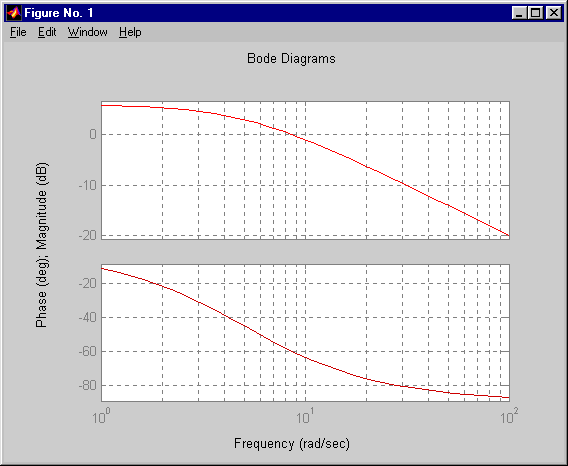 Figure No. 1
File Edit Window Help
Bode Diagrams
Phase (deg); Magnitude (dB)
0
-10
-20
-20
-40
-60
-80
10^0 10^1 10^2
Frequency (rad/sec)